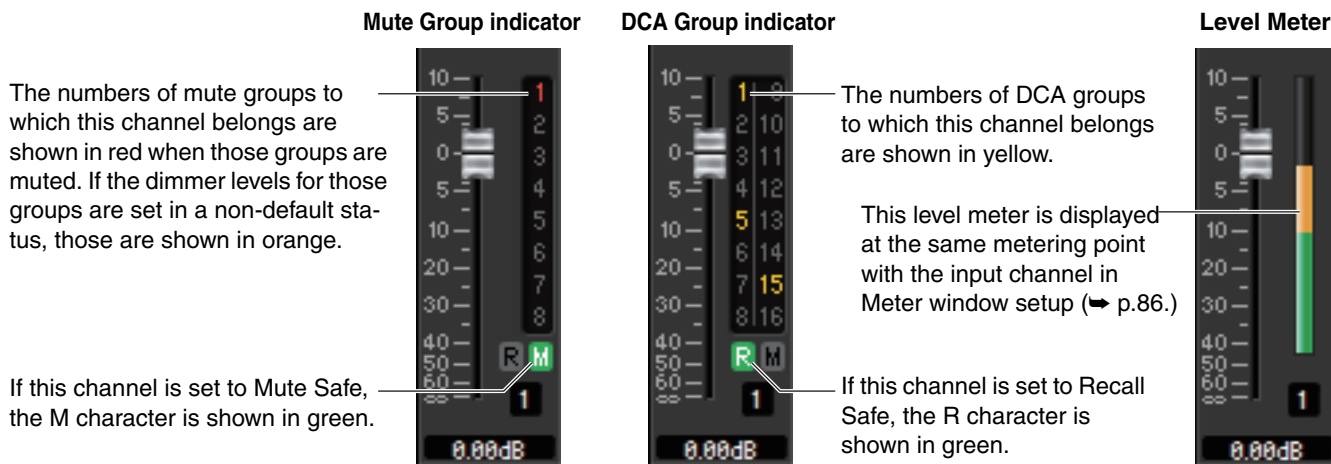 Mute Group indicator
DCA Group indicator
Level Meter
The numbers of mute groups to
which this channel belongs are
shown in red when those groups are
muted. If the dimmer levels for those
groups are set in a non-default sta-
tus, those are shown in orange.
If this channel is set to Mute Safe,
the M character is shown in green.
10
5
0
5
10
20
30
40
50
60
∞
1
2
3
4
5
6
7
8
R M
1
0.00dB
10
5
0
5
10
20
30
40
50
60
∞
1 9
2 10
3 11
4 12
5 13
6 14
7 15
8 16
R M
1
0.00dB
The numbers of DCA groups
to which this channel belongs
are shown in yellow.
This level meter is displayed
at the same metering point
with the input channel in
Meter window setup (➥ p.86.)
If this channel is set to Recall
Safe, the R character is
shown in green.
10
5
0
5
10
20
30
40
50
60
∞
1
0.00dB